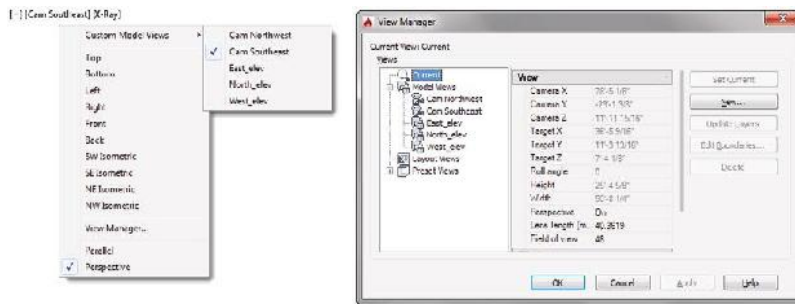 [-] [Cam Southeast] [X-Ray]
Custom Model Views
Top
Bottom
Left
Right
Front
Back
SW Isometric
SE Isometric
NE Isometric
NW Isometric
View Manager...
Parallel
Perspective
Cam Northwest
Cam Southeast
East_elev
North_elev
West_elev
View Manager
Current View: Current
Views
Current
Model Views
Cam Northwest
Cam Southeast
East_elev
North_elev
West_elev
Layout Views
Preset Views
View
Camera X
Camera Y
Camera Z
Target X
Target Y
Target Z
Roll angle 0
Height
Width
Perspective On
Lens length (m
Field of view 48
Set Current
New...
Update Layers
Edit Boundaries...
Delete
OK
Cancel
Apply
Help